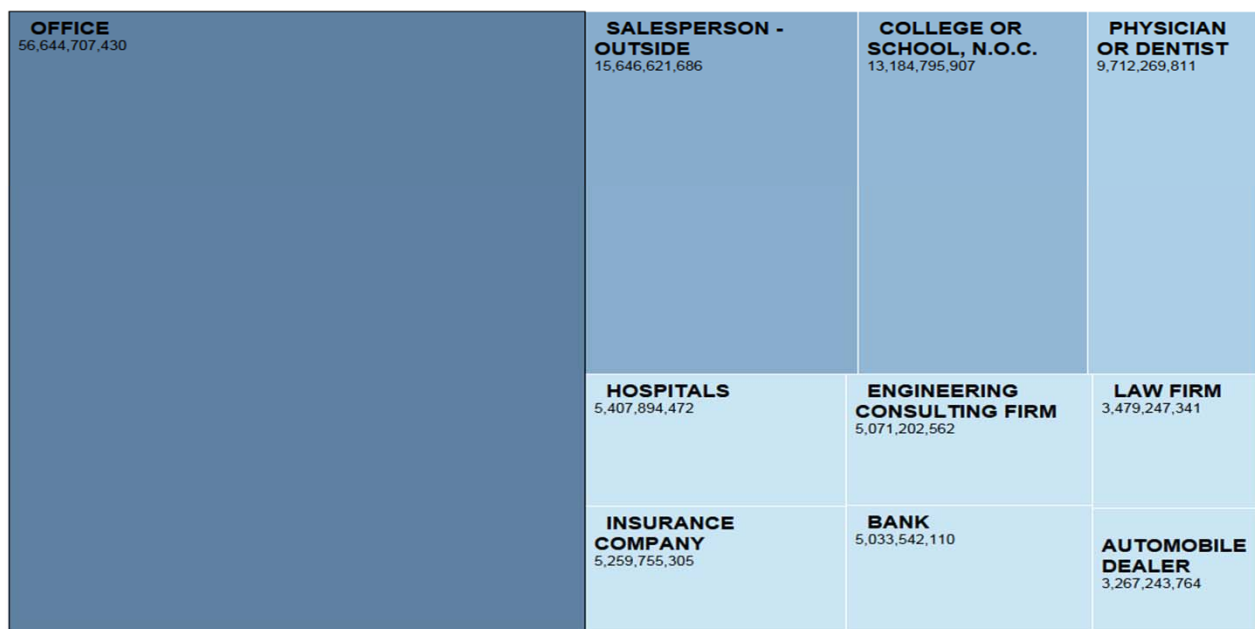 OFFICE
56,644,707,430
SALESPERSON -
OUTSIDE
15,646,621,686
COLLEGE OR
SCHOOL, N.O.C.
13,184,795,907
PHYSICIAN
OR DENTIST
9,712,269,811
HOSPITALS
5,407,894,472
ENGINEERING
CONSULTING FIRM
5,071,202,562
LAW FIRM
3,479,247,341
INSURANCE
COMPANY
5,259,755,305
BANK
5,033,542,110
AUTOMOBILE
DEALER
3,267,243,764